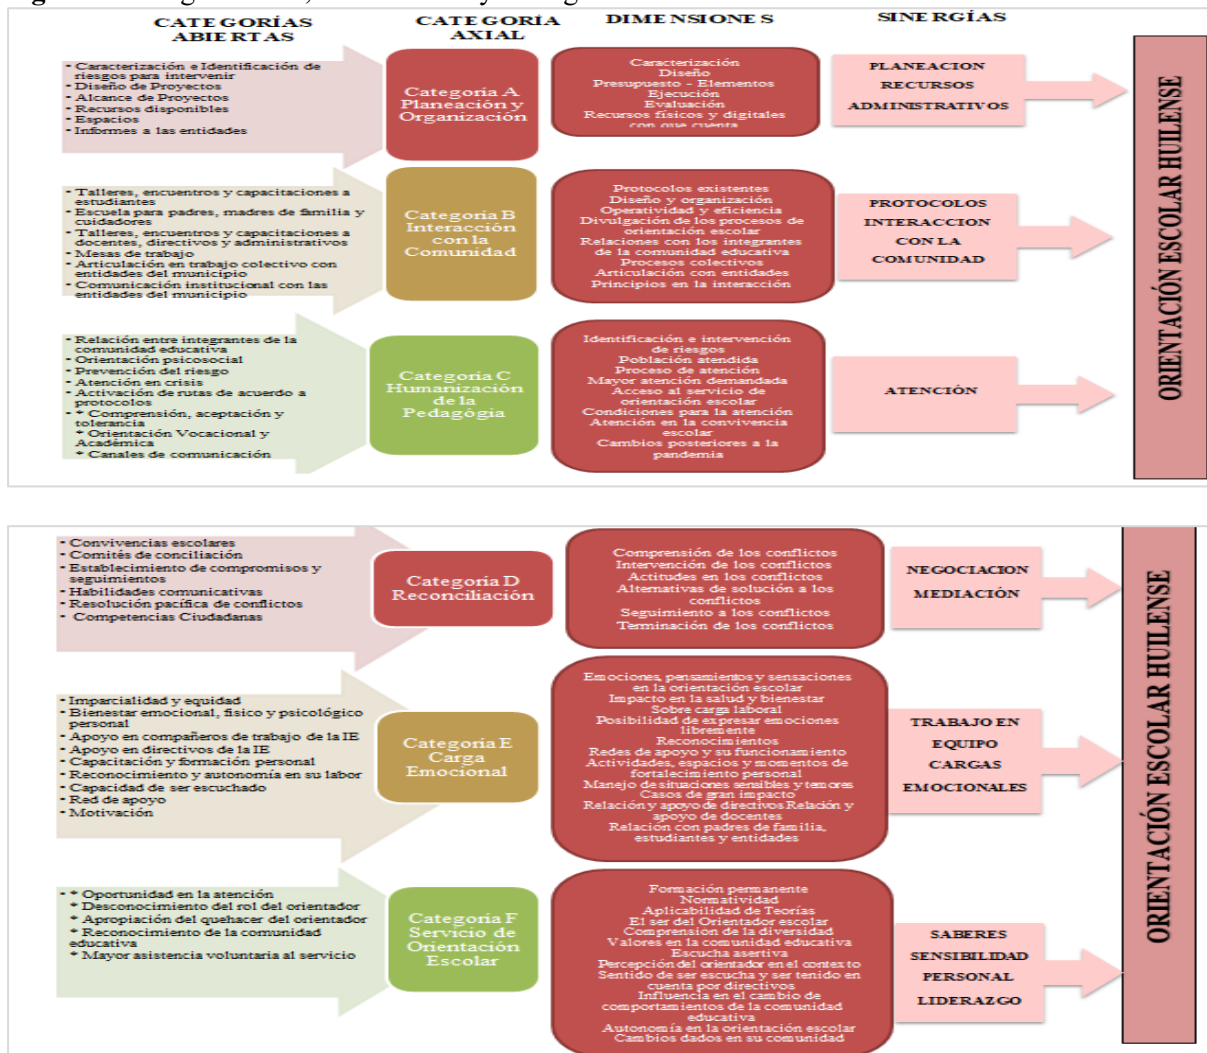 CATEGORÍAS
ABIERTAS
CATEGORÍA
AXIAL
DIMENSIONES
SINERGÍAS
• Caracterización e Identificación de
riesgos para intervenir
• Diseño de Proyectos
• Alcance de Proyectos
• Recursos disponibles
• Espacios
• Informes a las entidades
Categoría A
Planeación y
Organización
Caracterización
Diseño
Presupuesto - Elementos
Ejecución
Evaluación
Recursos físicos y digitales
con que cuenta
PLANEACION
RECURSOS
ADMINISTRATIVOS
• Talleres, encuentros y capacitaciones a
estudiantes
• Escuela para padres, madres de familia y
cuidadores
• Talleres, encuentros y capacitaciones a
docentes, directivos y administrativos
• Mesas de trabajo
• Articulación en trabajo colectivo con
entidades del municipio
• Comunicación institucional con las
entidades del municipio
Categoría B
Interacción
con la
Comunidad
Protocolos existentes
Diseño y organización
Operatividad y eficiencia
Divulgación de los procesos de
orientación escolar
Relaciones con los integrantes
de la comunidad educativa
Procesos colectivos
Articulación con entidades
Principios en la interacción
PROTOCOLOS
INTERACCION
CON LA
COMUNIDAD
• Relación entre integrantes de la
comunidad educativa
• Orientación psicosocial
• Prevención del riesgo
• Atención en crisis
• Activación de rutas de acuerdo a
protocolos
• * Comprensión, aceptación y
tolerancia
* Orientación Vocacional y
Académica
* Canales de comunicación
Categoría C
Humanización
de la
Pedagógia
Identificación e intervención
de riesgos
Población atendida
Proceso de atención
Mayor atención demandada
Acceso al servicio de
orientación escolar
Condiciones para la atención
Atención en la convivencia
escolar
Cambios posteriores a la
pandemia
ATENCIÓN
ORIENTACIÓN ESCOLAR HUILENSE
• Convivencias escolares
• Comités de conciliación
• Establecimiento de compromisos y
seguimientos
• Habilidades comunicativas
• Resolución pacífica de conflictos
• Competencias Ciudadanas
Categoría D
Reconciliación
Comprensión de los conflictos
Intervención de los conflictos
Actitudes en los conflictos
Alternativas de solución a los
conflictos
Seguimiento a los conflictos
Terminación de los conflictos
NEGOCIACION
MEDIACIÓN
• Imparcialidad y equidad
• Bienestar emocional, físico y psicológico
personal
• Apoyo en compañeros de trabajo de la IE
• Apoyo en directivos de la IE
• Capacitación y formación personal
• Reconocimiento y autonomía en su labor
• Capacidad de ser escuchado
• Red de apoyo
• Motivación
Categoría E
Carga
Emocional
Emociones, pensamientos y sensaciones
en la orientación escolar
Impacto en la salud y bienestar
Sobre carga laboral
Posibilidad de expresar emociones
libremente
Reconocimientos
Redes de apoyo y su funcionamiento
Actividades, espacios y momentos de
fortalecimiento personal
Manejo de situaciones sensibles y temores
Casos de gran impacto
Relación y apoyo de directivos Relación y
apoyo de docentes
Relación con padres de familia,
estudiantes y entidades
TRABAJO EN
EQUIPO
CARGAS
EMOCIONALES
• * Oportunidad en la atención
* Desconocimiento del rol del orientador
* Apropiación del quehacer del orientador
* Reconocimiento de la comunidad
educativa
* Mayor asistencia voluntaria al servicio
Categoría F
Servicio de
Orientación
Escolar
Formación permanente
Normatividad
Aplicabilidad de Teorías
El ser del Orientador escolar
Comprensión de la diversidad
Valores en la comunidad educativa
Escucha asertiva
Percepción del orientador en el contexto
Sentido de ser escucha y ser tenido en
cuenta por directivos
Influencia en el cambio de
comportamientos de la comunidad
educativa
Autonomía en la orientación escolar
Cambios dados en su comunidad
SABERES
SENSIBILIDAD
PERSONAL
LIDERAZGO
ORIENTACIÓN ESCOLAR HUILENSE